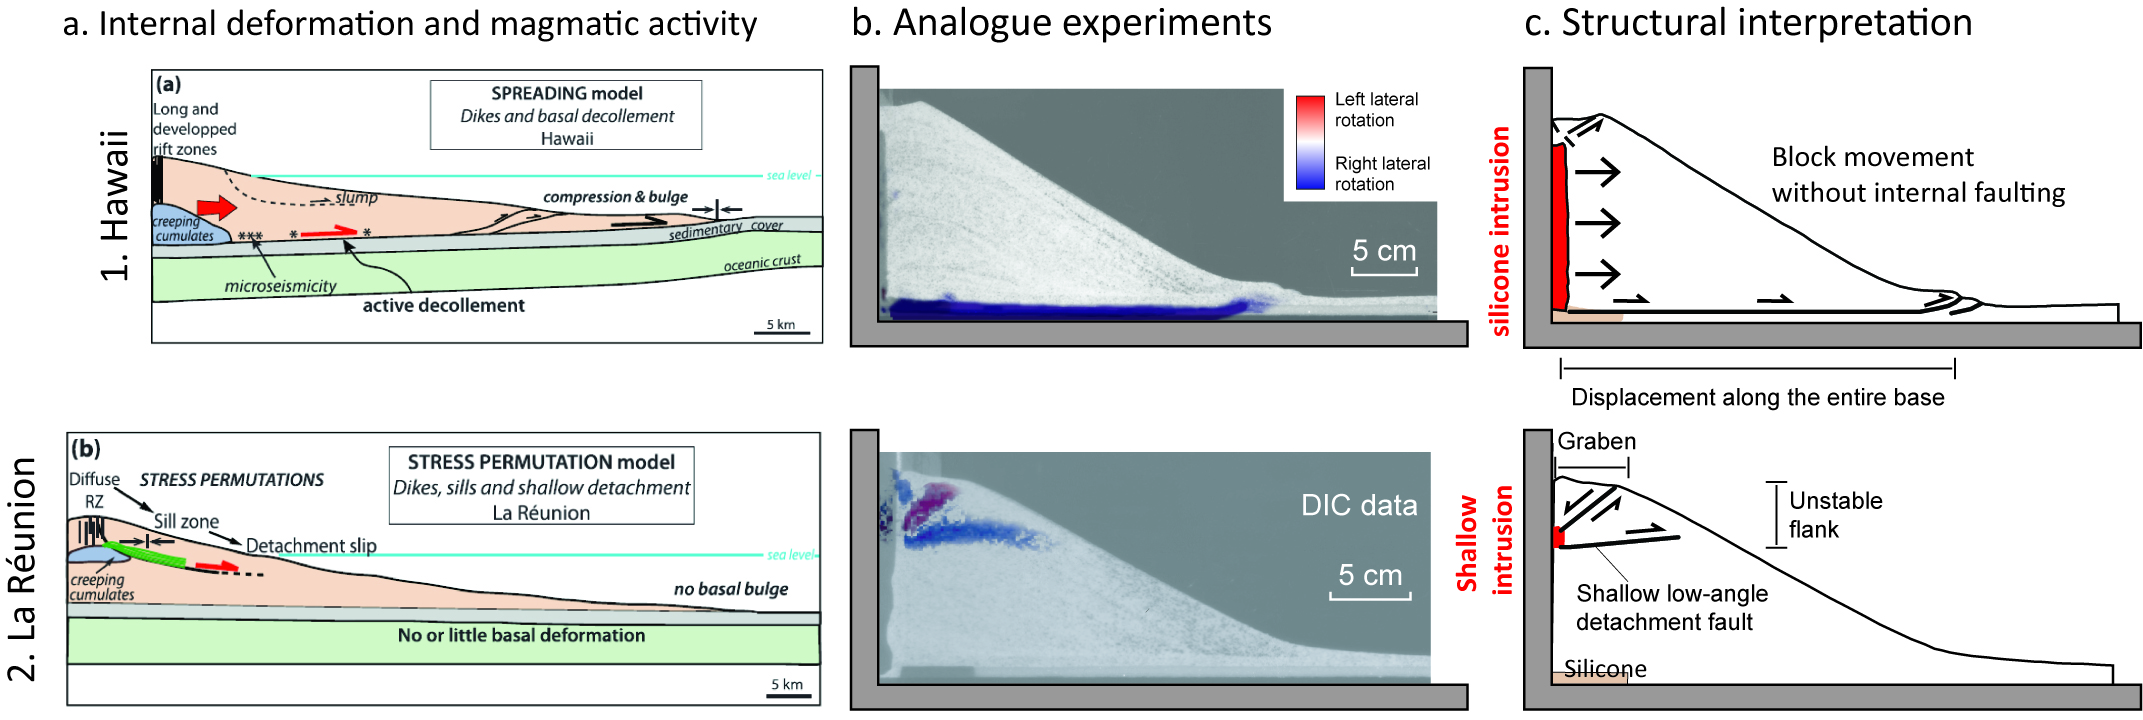 a. Internal deformation and magmatic activity
b. Analogue experiments
c. Structural interpretation
1. Hawaii
(a)
SPREADING model
Dikes and basal decollement
Hawaii
Long and
developped
rift zones
sea level
slump
compression & bulge
creeping
cumulates
***
*
*
sedimentary cover
oceanic crust
microseismicity
active decollement
5 km
Left lateral
rotation
Right lateral
rotation
5 cm
silicone intrusion
Block movement
without internal faulting
Displacement along the entire base
2. La Réunion
(b)
STRESS PERMUTATION model
Dikes, sills and shallow detachment
La Réunion
Diffuse
RZ
STRESS PERMUTATIONS
Sill zone
Detachment slip
sea level
creeping
cumulates
no basal bulge
No or little basal deformation
5 km
DIC data
5 cm
Shallow
intrusion
Graben
Unstable
flank
Shallow low-angle
detachment fault
Silicone